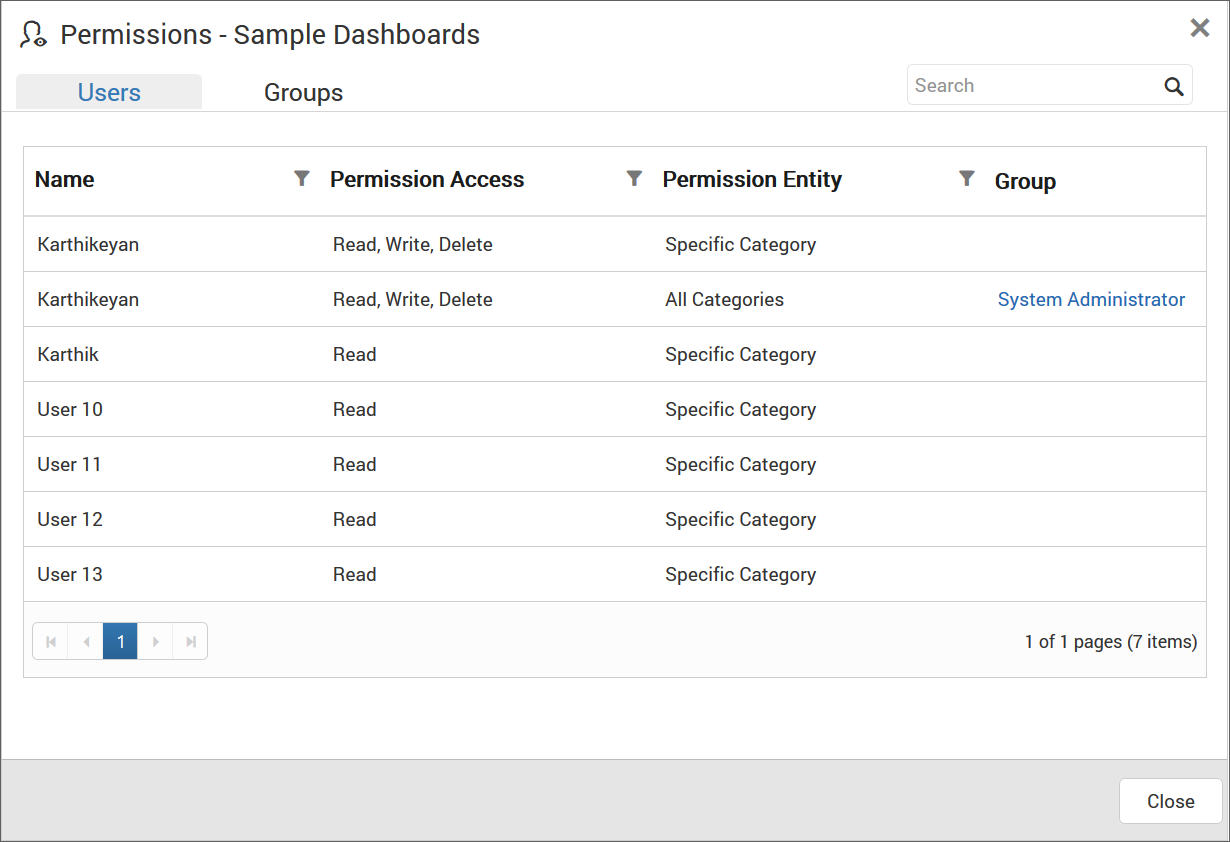 Permissions - Sample Dashboards
Users Groups Search
Name Permission Access Permission Entity Group
Karthikeyan Read, Write, Delete Specific Category
Karthikeyan Read, Write, Delete All Categories System Administrator
Karthik Read Specific Category
User 10 Read Specific Category
User 11 Read Specific Category
User 12 Read Specific Category
User 13 Read Specific Category
1 1 of 1 pages (7 items)
Close